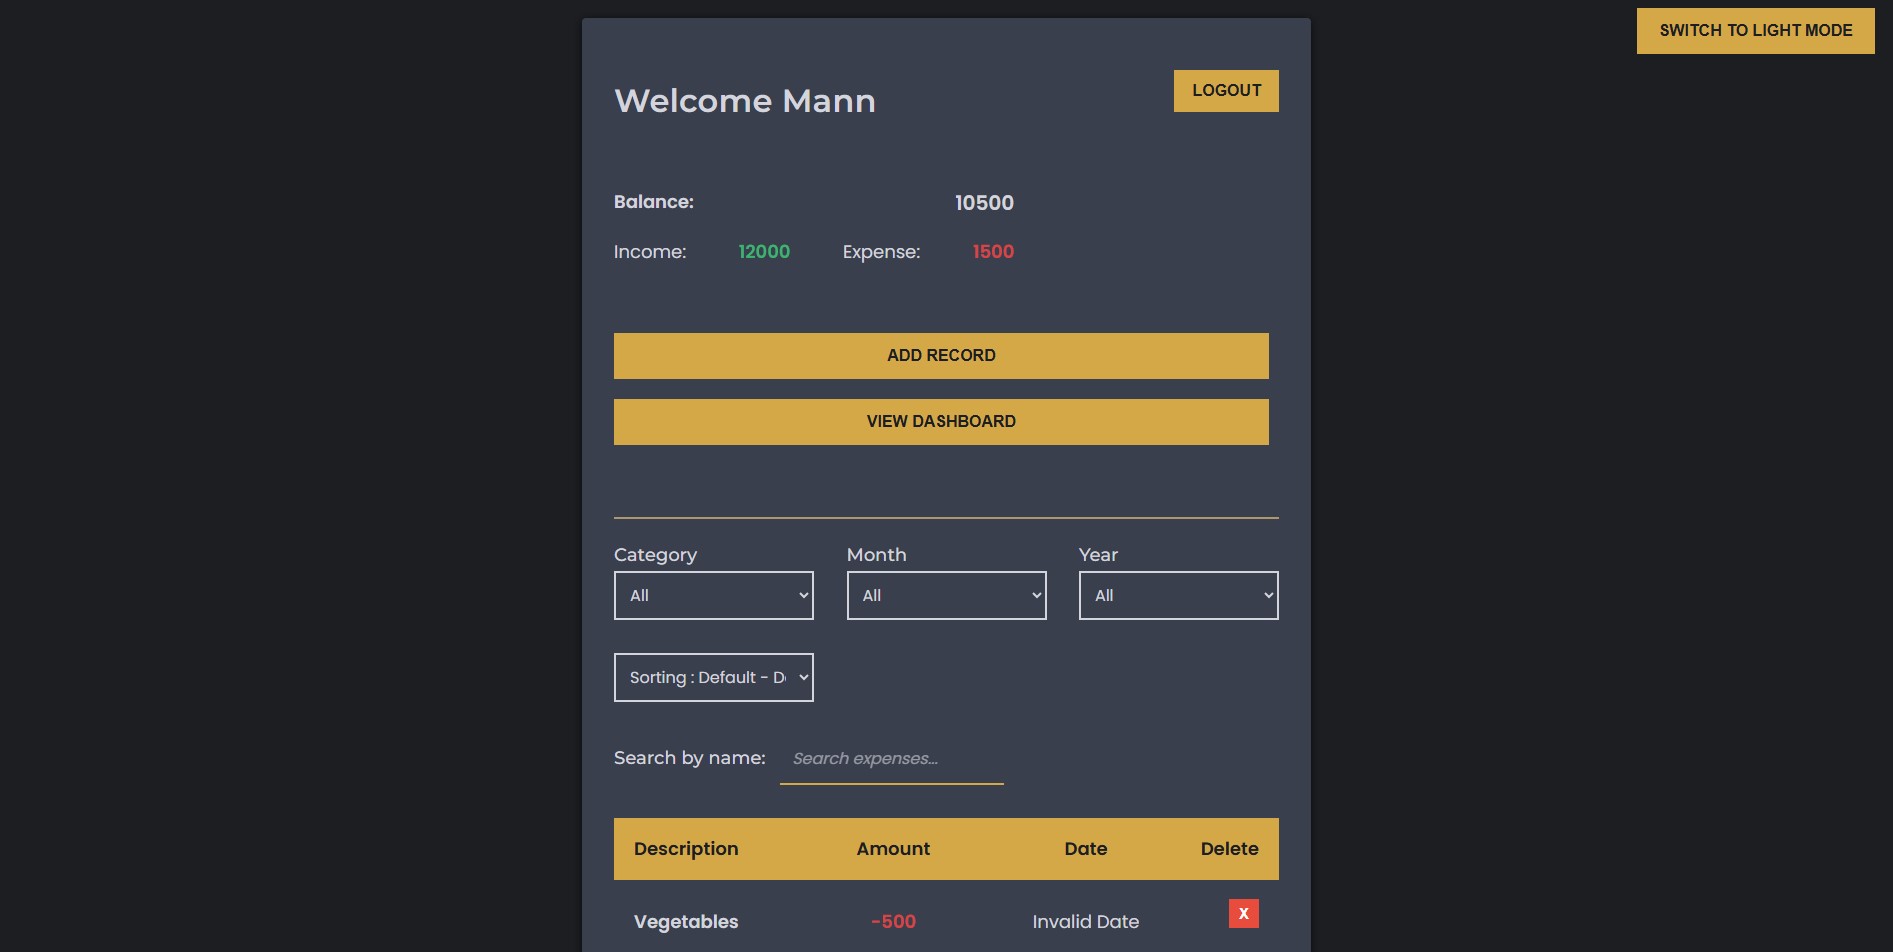 SWITCH TO LIGHT MODE
Welcome Mann
LOGOUT
Balance: 10500
Income: 12000 Expense: 1500
ADD RECORD
VIEW DASHBOARD
Category Month Year
All All All
Sorting : Default - D
Search by name: Search expenses...
Description Amount Date Delete
Vegetables -500 Invalid Date X